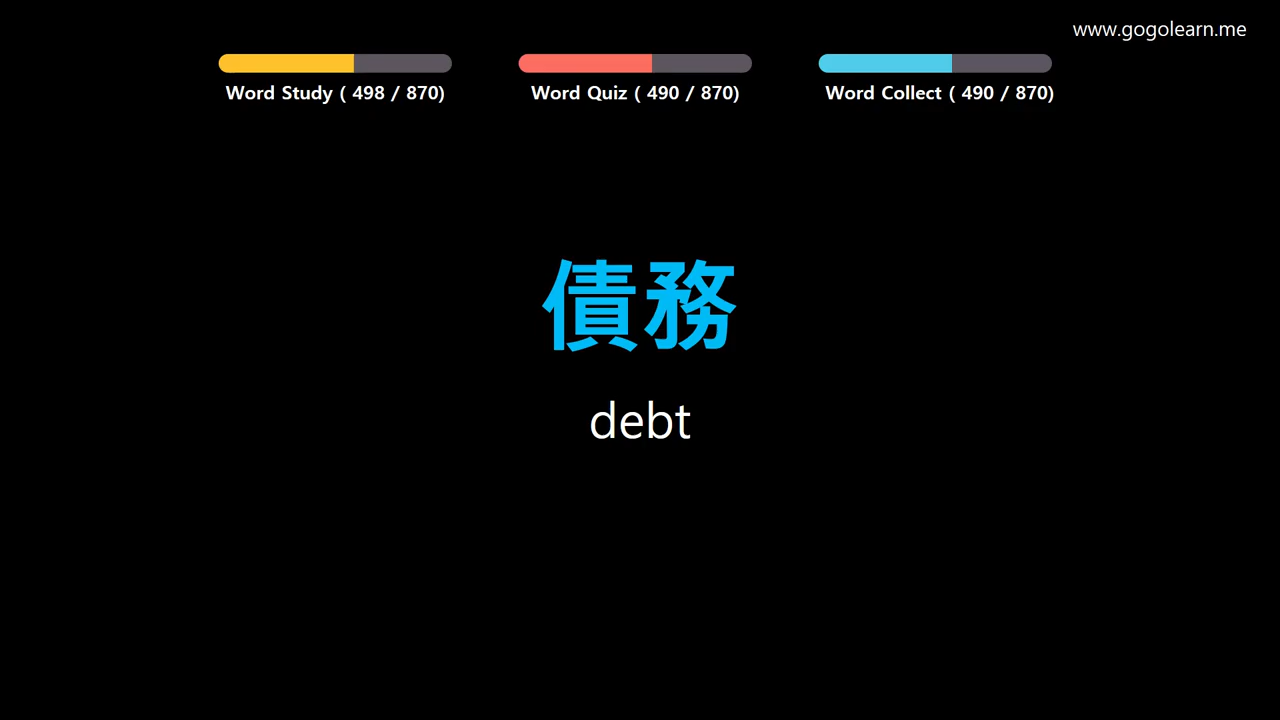 www.gogolearn.me
Word Study ( 498 / 870)
Word Quiz ( 490 / 870)
Word Collect ( 490 / 870)
債務
debt